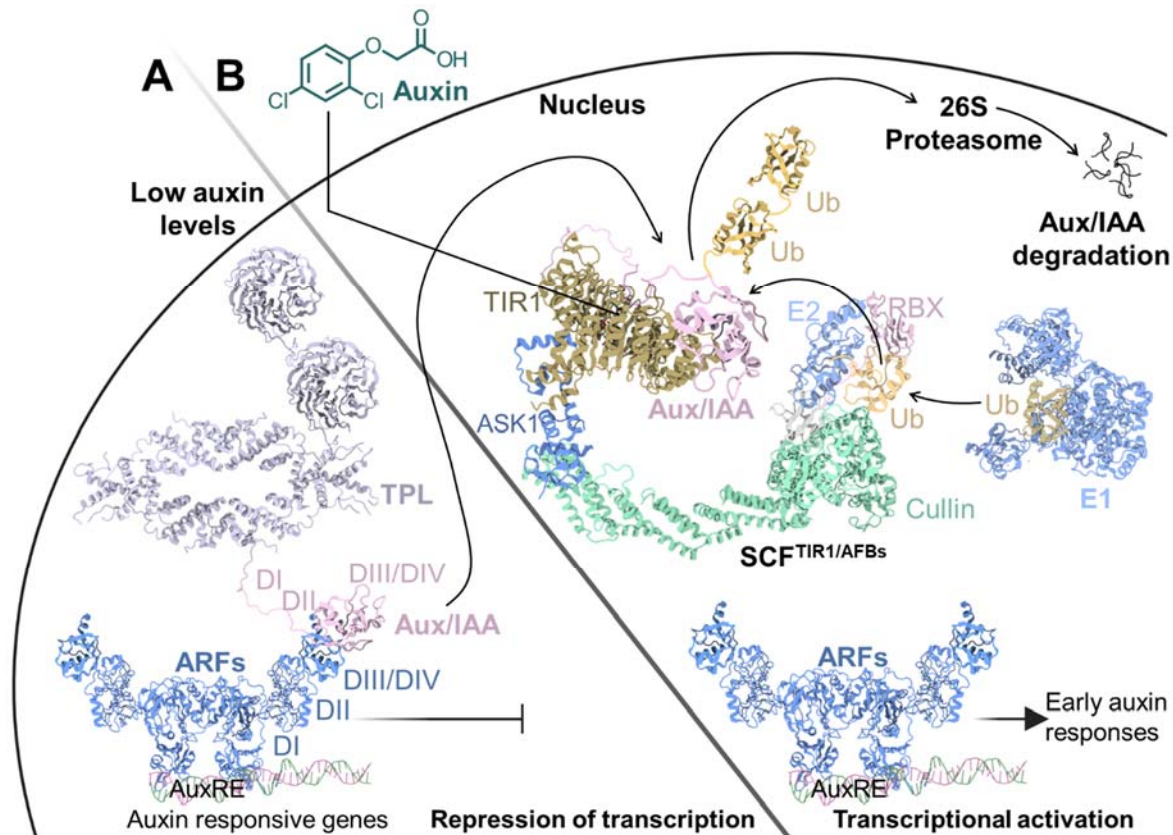 A
B
O
O
OH
Cl
Cl
Auxin
Nucleus
26S
Proteasome
Low auxin
levels
Ub
Ub
Aux/IAA
degradation
TIR1
E2
RBX
Aux/IAA
Ub
Ub
ASK1
E1
TPL
Cullin
SCFTIR1/AFBs
DI
DII
DIII/DIV
Aux/IAA
ARFs
DIII/DIV
DII
DI
AuxRE
Auxin responsive genes
Repression of transcription
ARFs
Early auxin
responses
AuxRE
Transcriptional activation